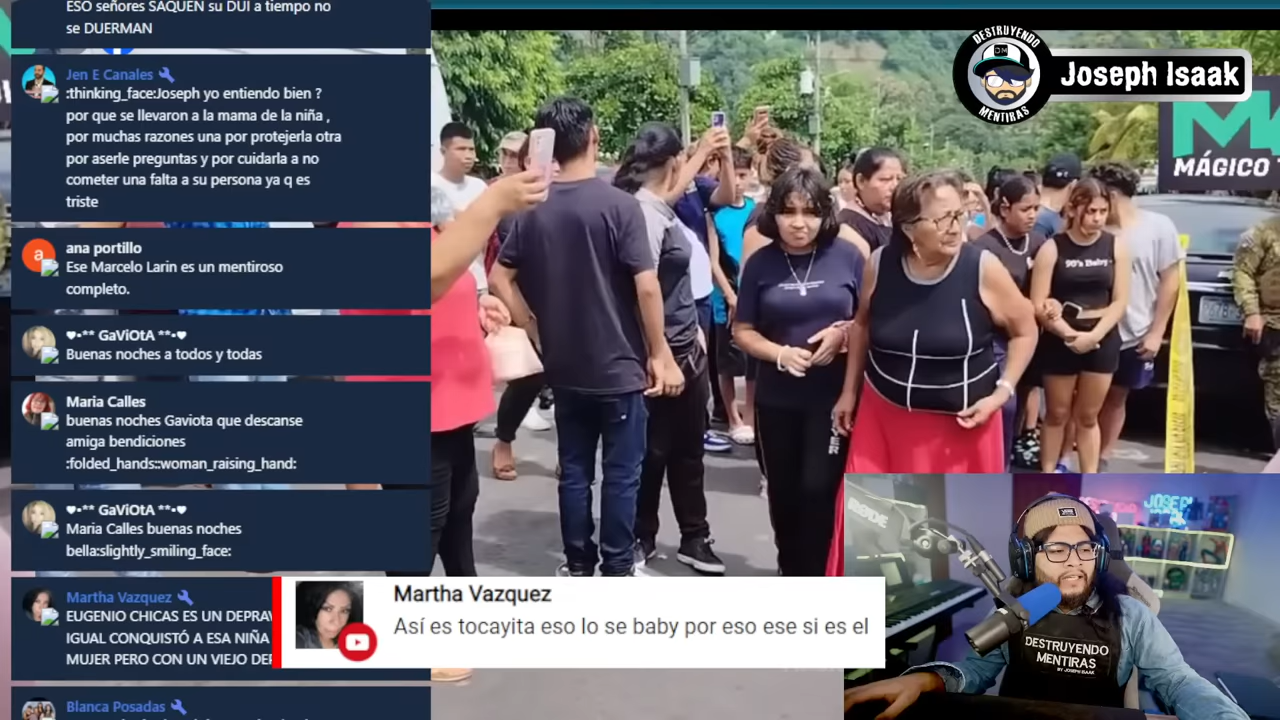 ESO señores SAQUEN su DUI a tiempo no
se DUERMAN
Jen E Canales
:thinking_face:Joseph yo entiendo bien ?
por que se llevaron a la mama de la niña ,
por muchas razones una por protejerla otra
por aserle preguntas y por cuidarla a no
cometer una falta a su persona ya q es
triste
ana portillo
Ese Marcelo Larin es un mentiroso
completo.
♥•** GaViOtA **•♥
Buenas noches a todos y todas
Maria Calles
buenas noches Gaviota que descanse
amiga bendiciones
:folded_hands::woman_raising_hand:
♥•** GaViOtA **•♥
Maria Calles buenas noches
bella:slightly_smiling_face:
Martha Vazquez
EUGENIO CHICAS ES UN
IGUAL CONQUISTÓ A ESA NIÑA
MUJER PERO CON UN VIEJO
Blanca Posadas
Martha Vazquez
Así es tocayita eso lo se baby por eso ese si es el
DESTRUYENDO
DM
MENTIRAS
Joseph Isaak
MÁGICO
90's Baby
JOSEPH
DESTRUYENDO
MENTIRAS
BY JOSEPH ISAAK